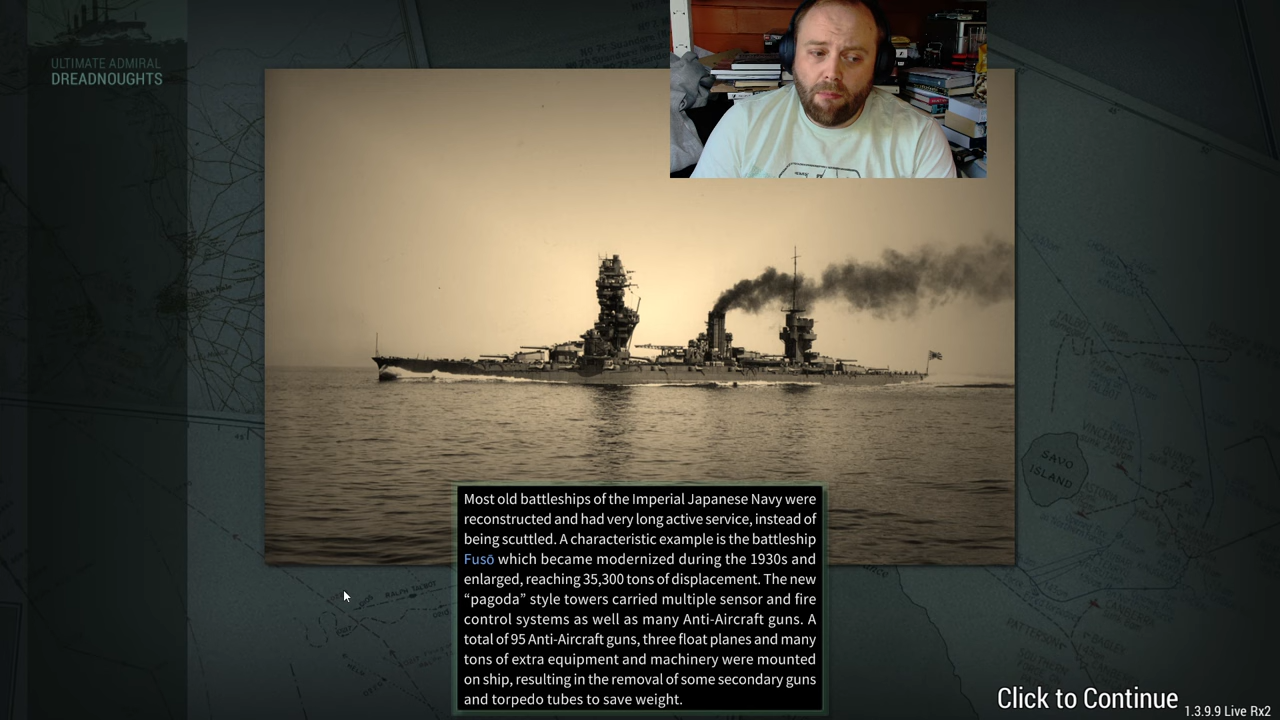 ULTIMATE ADMIRAL
DREADNOUGHTS
SAVO
ISLAND
RALPH TALBOT
Most old battleships of the Imperial Japanese Navy were
reconstructed and had very long active service, instead of
being scuttled. A characteristic example is the battleship
Fusō which became modernized during the 1930s and
enlarged, reaching 35,300 tons of displacement. The new
“pagoda” style towers carried multiple sensor and fire
control systems as well as many Anti-Aircraft guns. A
total of 95 Anti-Aircraft guns, three float planes and many
tons of extra equipment and machinery were mounted
on ship, resulting in the removal of some secondary guns
and torpedo tubes to save weight.
Click to Continue
1.3.9.9 Live Rx2